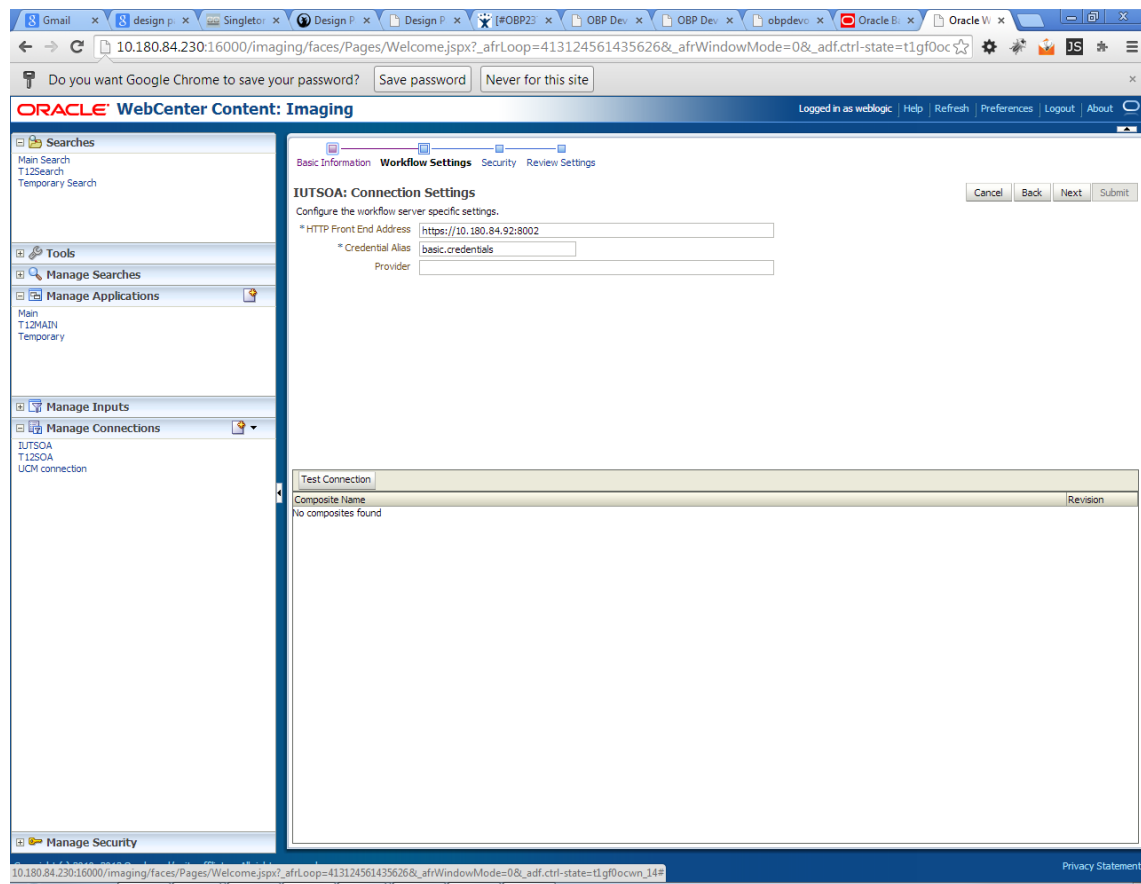 Gmail
design p
Singletor
Design P
Design P
[#OBP23
OBP Dev
OBP Dev
obpdevo
Oracle B
Oracle W
10.180.84.230:16000/imaging/faces/Pages/Welcome.jspx?_afrLoop=413124561435626&_afrWindowMode=0&_adf.ctrl-state=t1gf0oc
JS
Do you want Google Chrome to save your password? Save password Never for this site
ORACLE WebCenter Content: Imaging
Logged in as weblogic Help Refresh Preferences Logout About
Searches
Main Search
T12Search
Temporary Search
Tools
Manage Searches
Manage Applications
Main
T12MAIN
Temporary
Manage Inputs
Manage Connections
IUTSOA
T12SOA
UCM connection
Manage Security
Basic Information Workflow Settings Security Review Settings
IUTSOA: Connection Settings
Cancel Back Next Submit
Configure the workflow server specific settings.
* HTTP Front End Address https://10.180.84.92:8002
* Credential Alias basic.credentials
Provider
Test Connection
Composite Name Revision
No composites found
10.180.84.230:16000/imaging/faces/Pages/Welcome.jspx?_afrLoop=413124561435626&_afrWindowMode=0&_adf.ctrl-state=t1gf0ocwn_14#
Privacy Statement